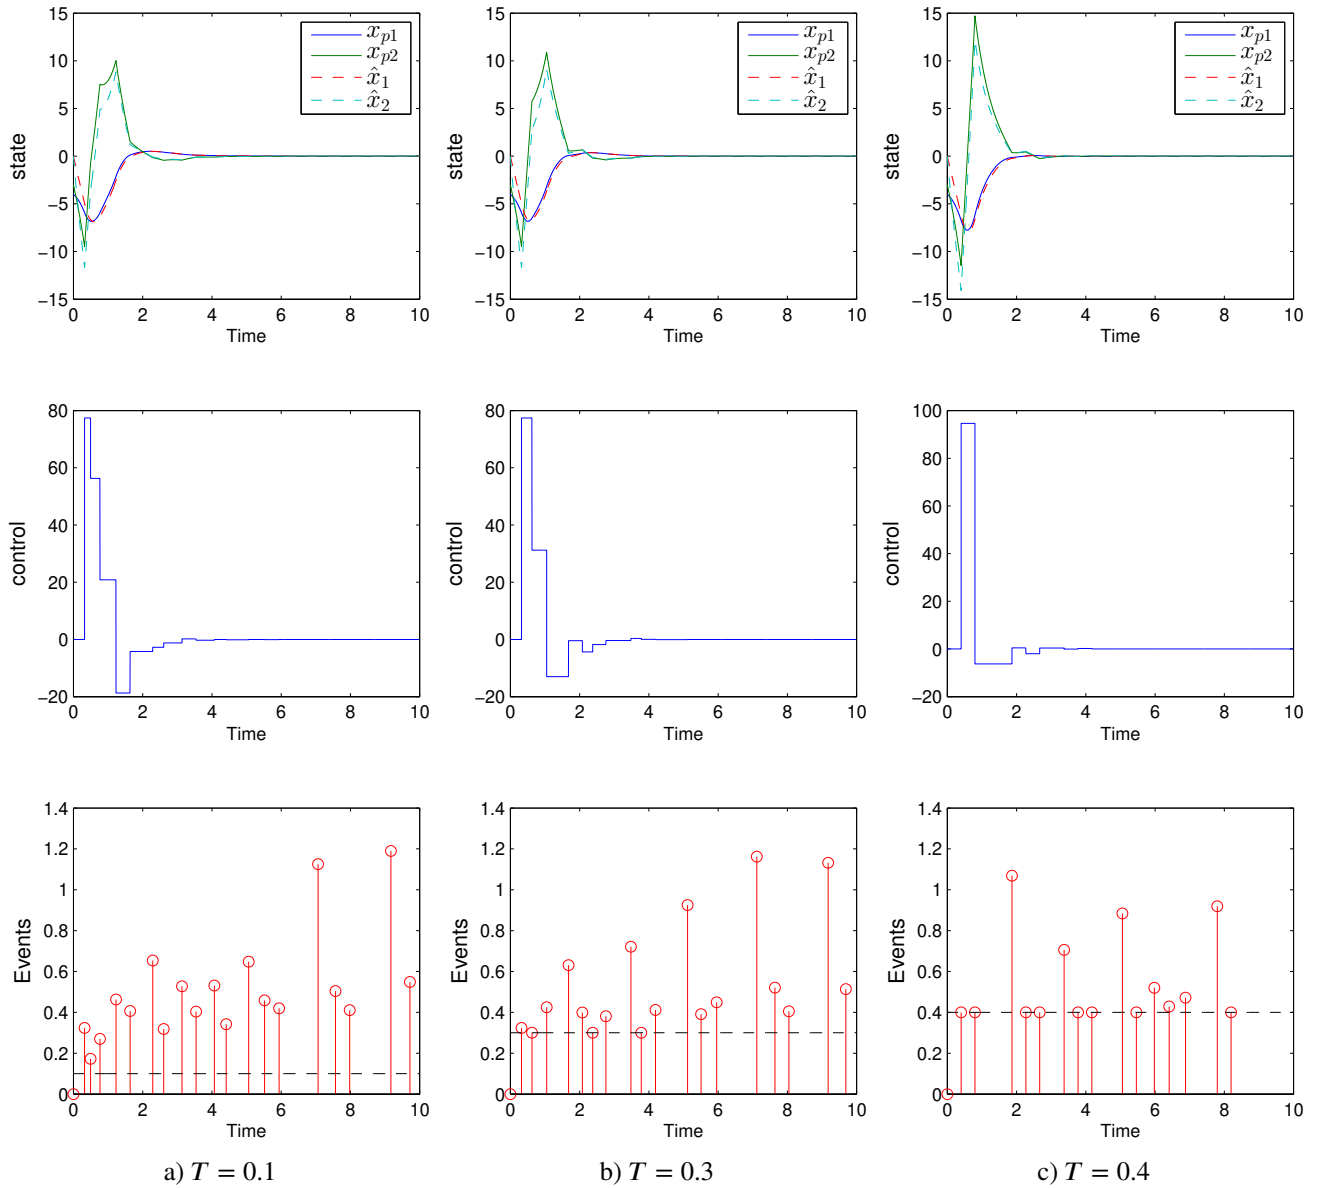 15
10
5
0
−5
−10
−15
state
0 2 4 6 8 10
Time
x_{p1}
x_{p2}
x̂_1
x̂_2
15
10
5
0
−5
−10
−15
state
0 2 4 6 8 10
Time
x_{p1}
x_{p2}
x̂_1
x̂_2
15
10
5
0
−5
−10
−15
state
0 2 4 6 8 10
Time
x_{p1}
x_{p2}
x̂_1
x̂_2
80
60
40
20
0
−20
control
0 2 4 6 8 10
Time
80
60
40
20
0
−20
control
0 2 4 6 8 10
Time
100
80
60
40
20
0
−20
control
0 2 4 6 8 10
Time
1.4
1.2
1
0.8
0.6
0.4
0.2
0
Events
0 2 4 6 8 10
Time
1.4
1.2
1
0.8
0.6
0.4
0.2
0
Events
0 2 4 6 8 10
Time
1.4
1.2
1
0.8
0.6
0.4
0.2
0
Events
0 2 4 6 8 10
Time
a) T = 0.1
b) T = 0.3
c) T = 0.4